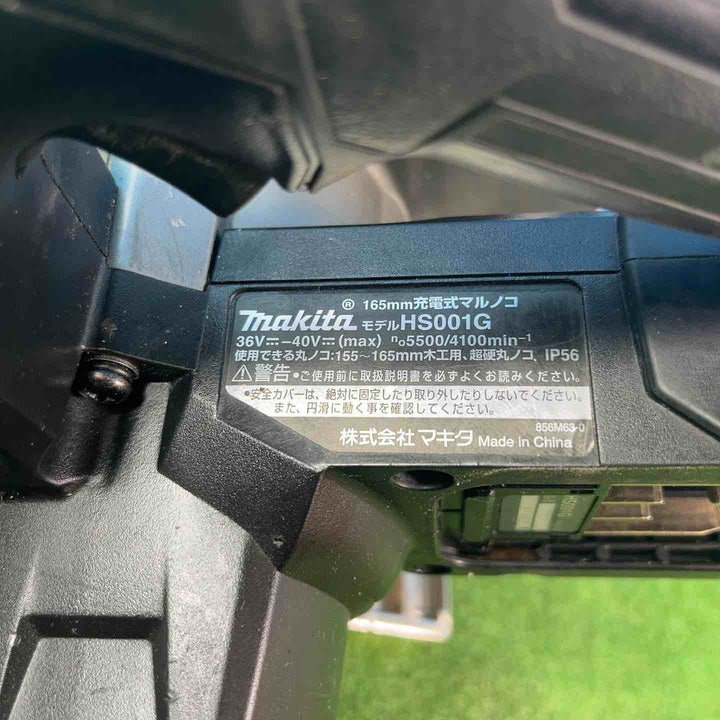 165mm充電式マルノコ
makita® モデルHS001G
36V⎓-40V⎓(max) n₀5500/4100min⁻¹
使用できる丸ノコ:155~165mm木工用、超硬丸ノコ、IP56
⚠警告•ご使用前に取扱説明書を必ずよくお読みください。
•安全カバーは、絶対に固定したり取り外したりしないでください。
また、円滑に動く事を確認してください。
856M63-0
株式会社マキタ Made in China